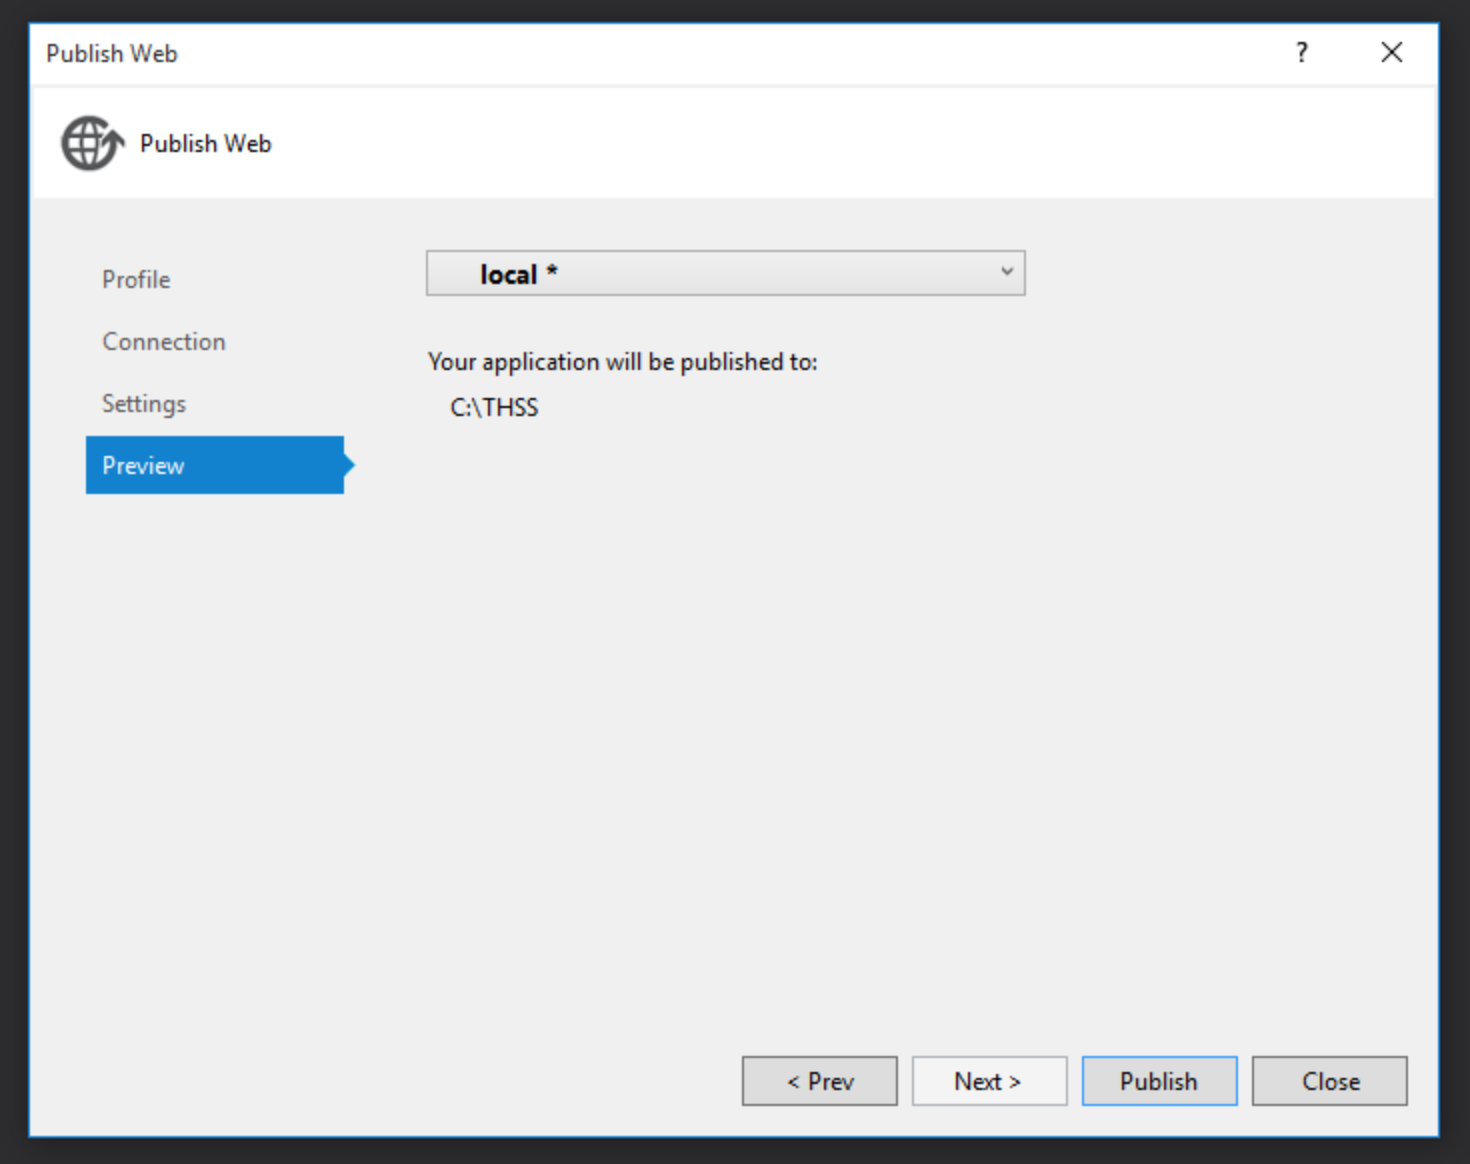 Publish Web
?
Publish Web
Profile
Connection
Settings
Preview
local *
Your application will be published to:
C:\THSS
< Prev
Next >
Publish
Close